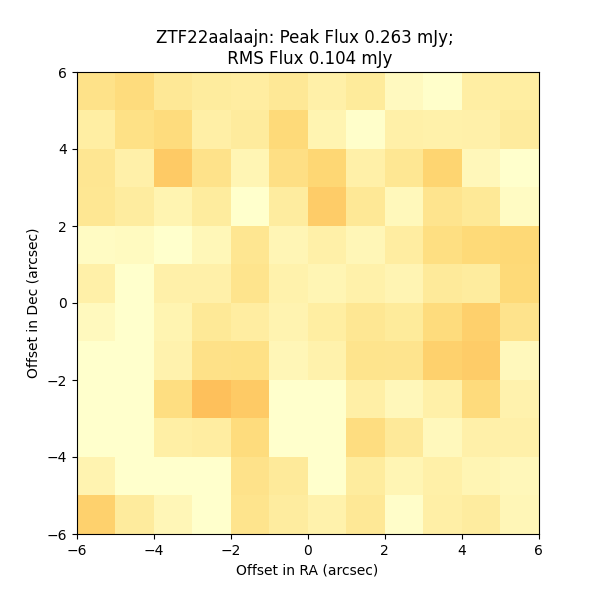 ZTF22aalaajn: Peak Flux 0.263 mJy;
RMS Flux 0.104 mJy
6
4
2
0
−2
−4
−6
Offset in Dec (arcsec)
−6 −4 −2 0 2 4 6
Offset in RA (arcsec)